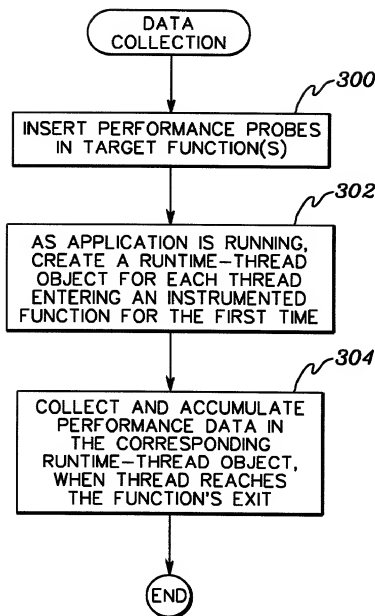 DATA
COLLECTION
300
INSERT PERFORMANCE PROBES
IN TARGET FUNCTION(S)
302
AS APPLICATION IS RUNNING,
CREATE A RUNTIME-THREAD
OBJECT FOR EACH THREAD
ENTERING AN INSTRUMENTED
FUNCTION FOR THE FIRST TIME
304
COLLECT AND ACCUMULATE
PERFORMANCE DATA IN
THE CORRESPONDING
RUNTIME-THREAD OBJECT,
WHEN THREAD REACHES
THE FUNCTION'S EXIT
END